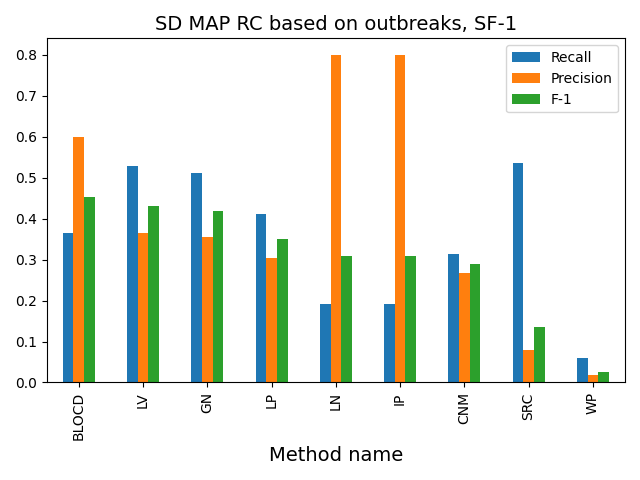 SD MAP RC based on outbreaks, SF-1
Recall
Precision
F-1
0.8
0.7
0.6
0.5
0.4
0.3
0.2
0.1
0.0
BLOCD
LV
GN
LP
LN
IP
CNM
SRC
WP
Method name